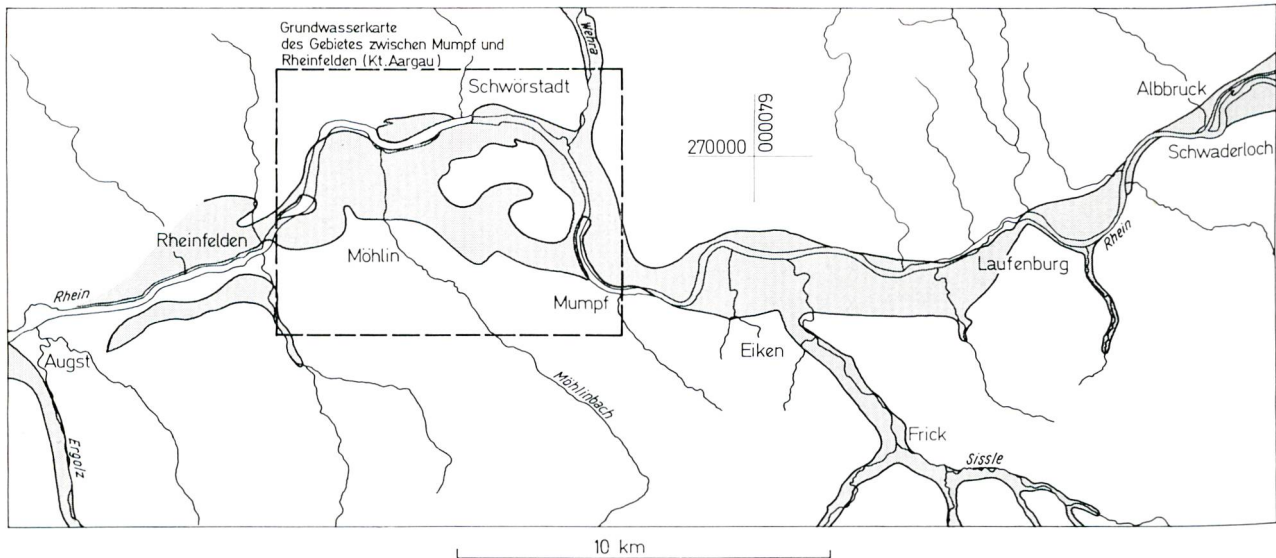 Grundwasserkarte
des Gebietes zwischen Mumpf und
Rheinfelden (Kt. Aargau)
Wehra
Schwörstadt
Albbruck
640000
270000
Schwaderloch
Rheinfelden
Möhlin
Rhein
Laufenburg
Rhein
Mumpf
Augst
Eiken
Möhlinbach
Ergolz
Frick
Sissle
10 km